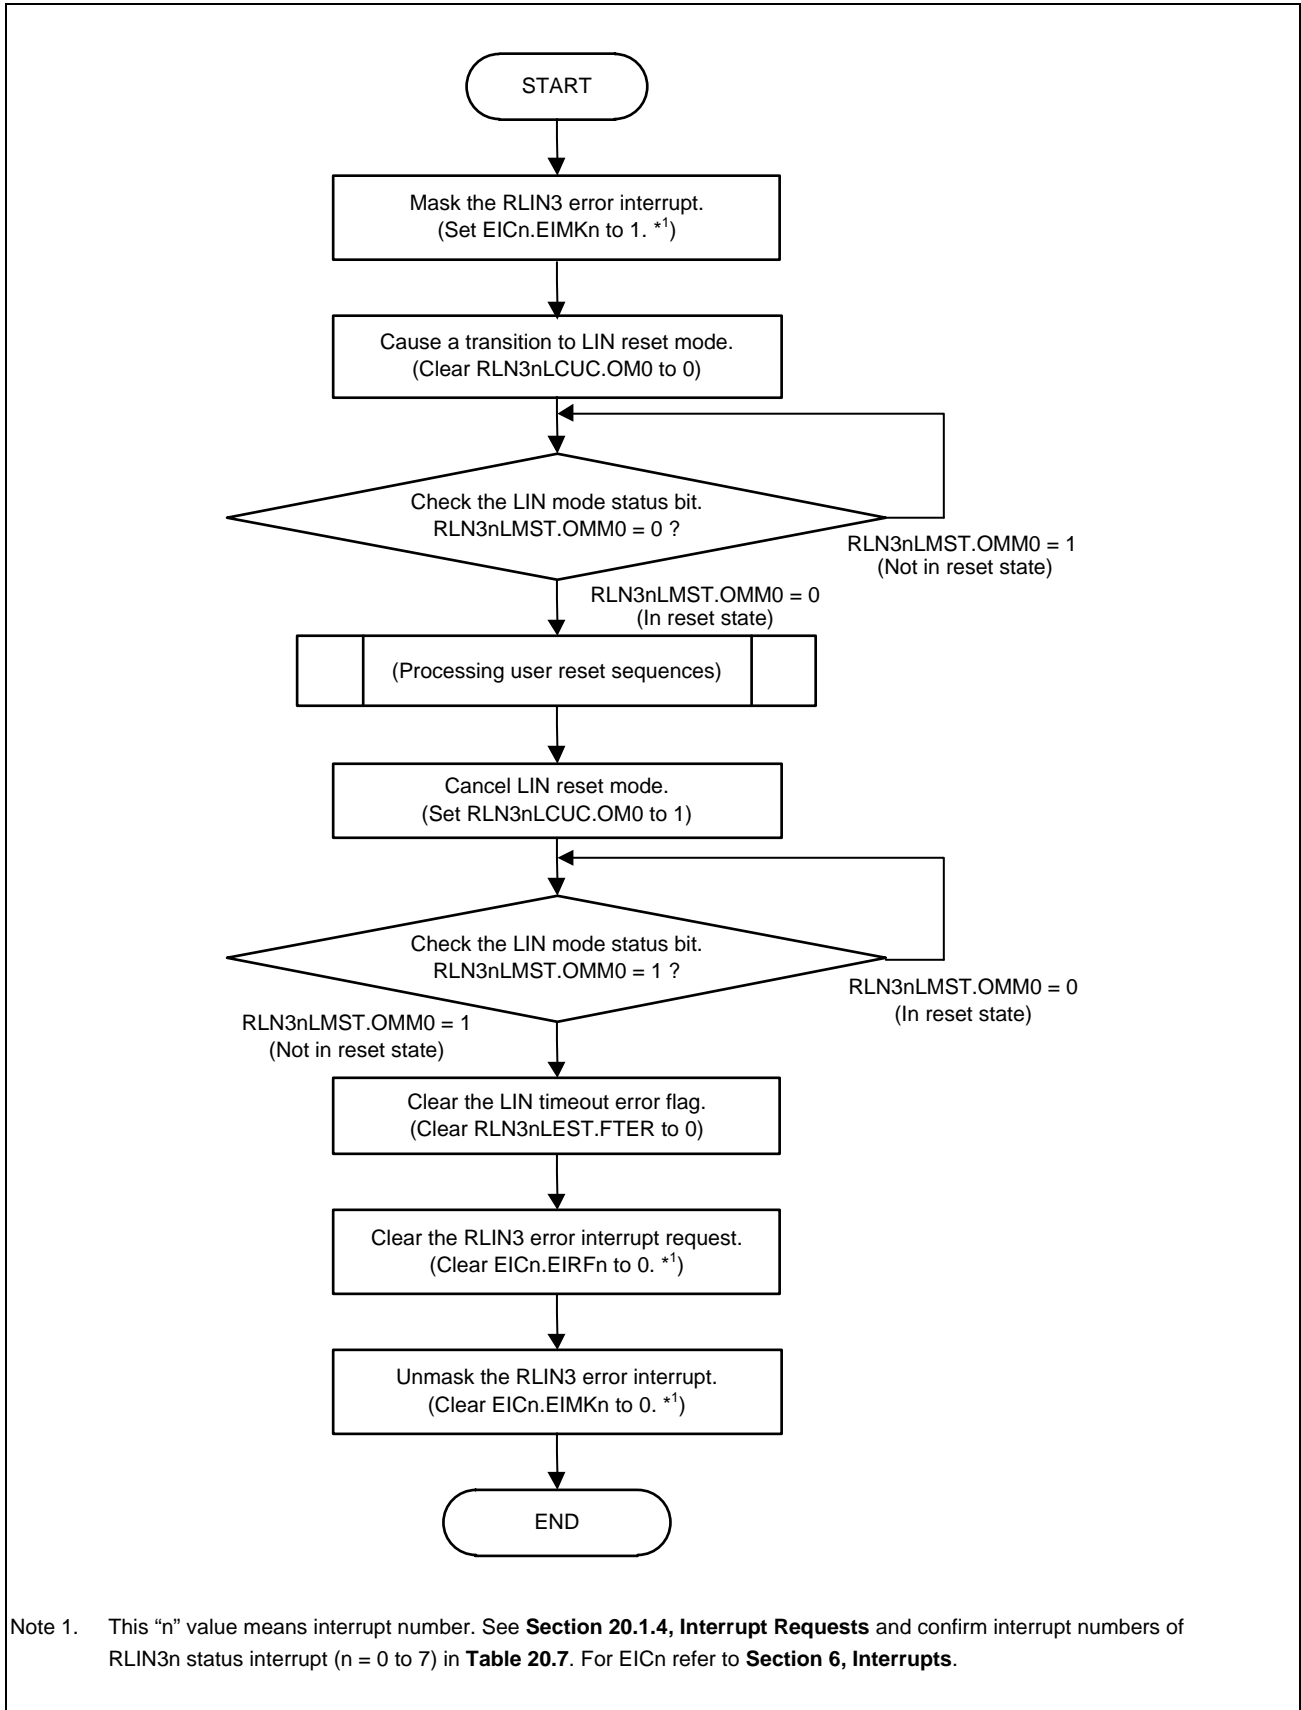 START
Mask the RLIN3 error interrupt.
(Set EICn.EIMKn to 1. *1)
Cause a transition to LIN reset mode.
(Clear RLN3nLCUC.OM0 to 0)
Check the LIN mode status bit.
RLN3nLMST.OMM0 = 0 ?
RLN3nLMST.OMM0 = 1
(Not in reset state)
RLN3nLMST.OMM0 = 0
(In reset state)
(Processing user reset sequences)
Cancel LIN reset mode.
(Set RLN3nLCUC.OM0 to 1)
Check the LIN mode status bit.
RLN3nLMST.OMM0 = 1 ?
RLN3nLMST.OMM0 = 0
(In reset state)
RLN3nLMST.OMM0 = 1
(Not in reset state)
Clear the LIN timeout error flag.
(Clear RLN3nLEST.FTER to 0)
Clear the RLIN3 error interrupt request.
(Clear EICn.EIRFn to 0. *1)
Unmask the RLIN3 error interrupt.
(Clear EICn.EIMKn to 0. *1)
END
Note 1. This “n” value means interrupt number. See Section 20.1.4, Interrupt Requests and confirm interrupt numbers of
RLIN3n status interrupt (n = 0 to 7) in Table 20.7. For EICn refer to Section 6, Interrupts.